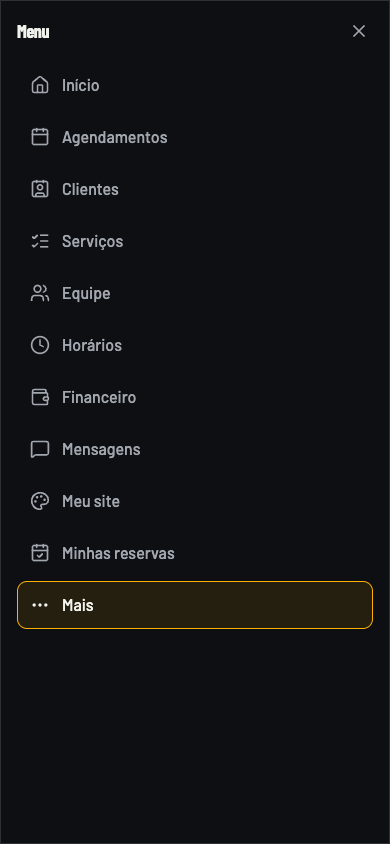 Menu
Início
Agendamentos
Clientes
Serviços
Equipe
Horários
Financeiro
Mensagens
Meu site
Minhas reservas
Mais